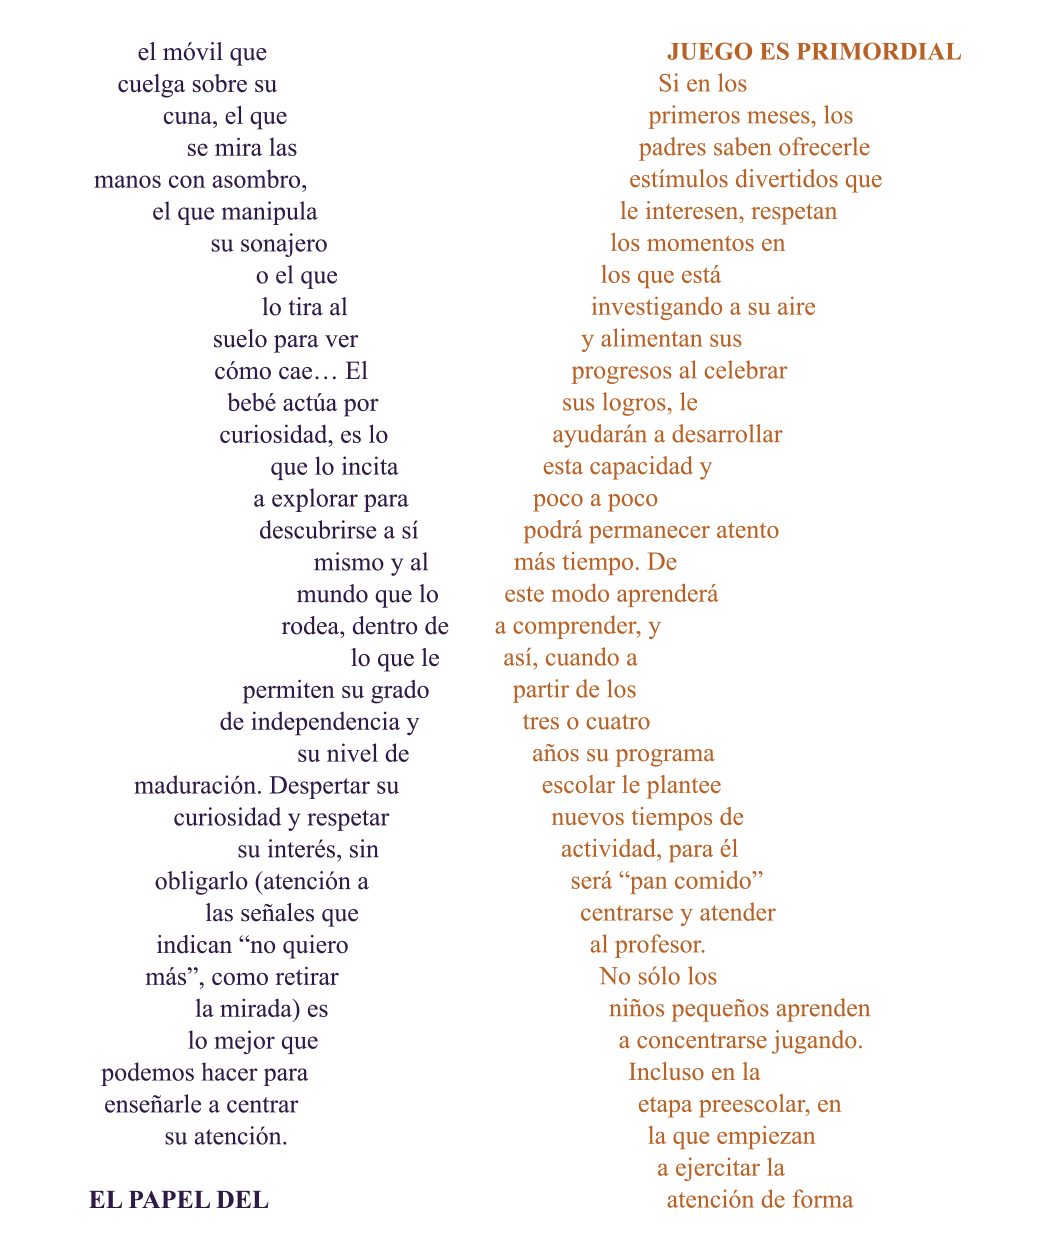 el móvil que
cuelga sobre su
cuna, el que
se mira las
manos con asombro,
el que manipula
su sonajero
o el que
lo tira al
suelo para ver
cómo cae… El
bebé actúa por
curiosidad, es lo
que lo incita
a explorar para
descubrirse a sí
mismo y al
mundo que lo
rodea, dentro de
lo que le
permiten su grado
de independencia y
su nivel de
maduración. Despertar su
curiosidad y respetar
su interés, sin
obligarlo (atención a
las señales que
indican “no quiero
más”, como retirar
la mirada) es
lo mejor que
podemos hacer para
enseñarle a centrar
su atención.
EL PAPEL DEL
JUEGO ES PRIMORDIAL
Si en los
primeros meses, los
padres saben ofrecerle
estímulos divertidos que
le interesen, respetan
los momentos en
los que está
investigando a su aire
y alimentan sus
progresos al celebrar
sus logros, le
ayudarán a desarrollar
esta capacidad y
poco a poco
podrá permanecer atento
más tiempo. De
este modo aprenderá
a comprender, y
así, cuando a
partir de los
tres o cuatro
años su programa
escolar le plantee
nuevos tiempos de
actividad, para él
será “pan comido”
centrarse y atender
al profesor.
No sólo los
niños pequeños aprenden
a concentrarse jugando.
Incluso en la
etapa preescolar, en
la que empiezan
a ejercitar la
atención de forma